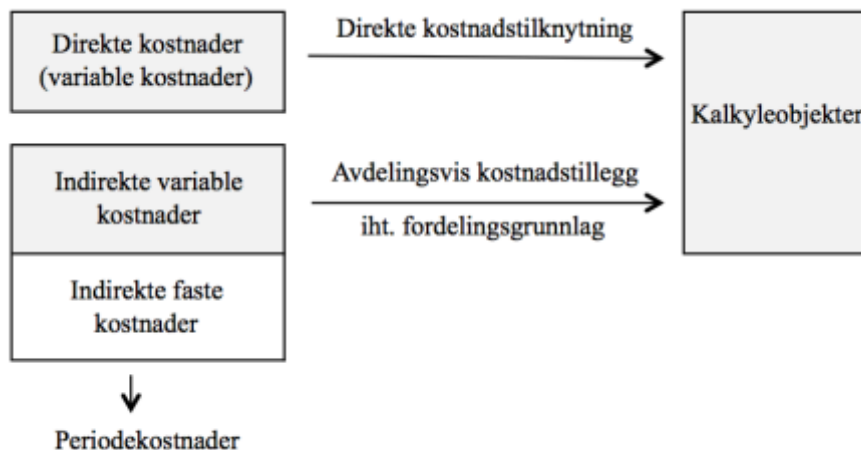 Direkte kostnader
(variable kostnader)
Direkte kostnadstilknytning
Kalkyleobjekter
Indirekte variable
kostnader
Avdelingsvis kostnadstillegg
iht. fordelingsgrunnlag
Indirekte faste
kostnader
Periodekostnader